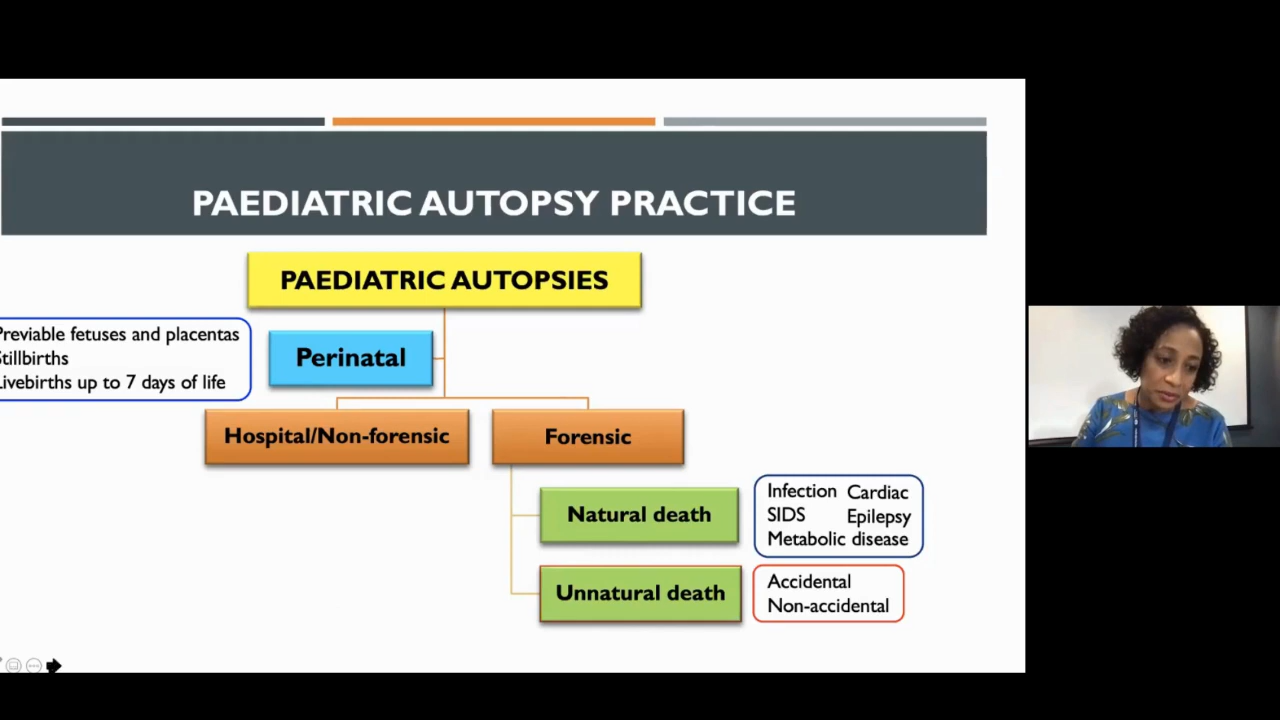 PAEDIATRIC AUTOPSY PRACTICE
PAEDIATRIC AUTOPSIES
Previable fetuses and placentas
Stillbirths
Livebirths up to 7 days of life
Perinatal
Hospital/Non-forensic
Forensic
Natural death
Infection Cardiac
SIDS Epilepsy
Metabolic disease
Unnatural death
Accidental
Non-accidental